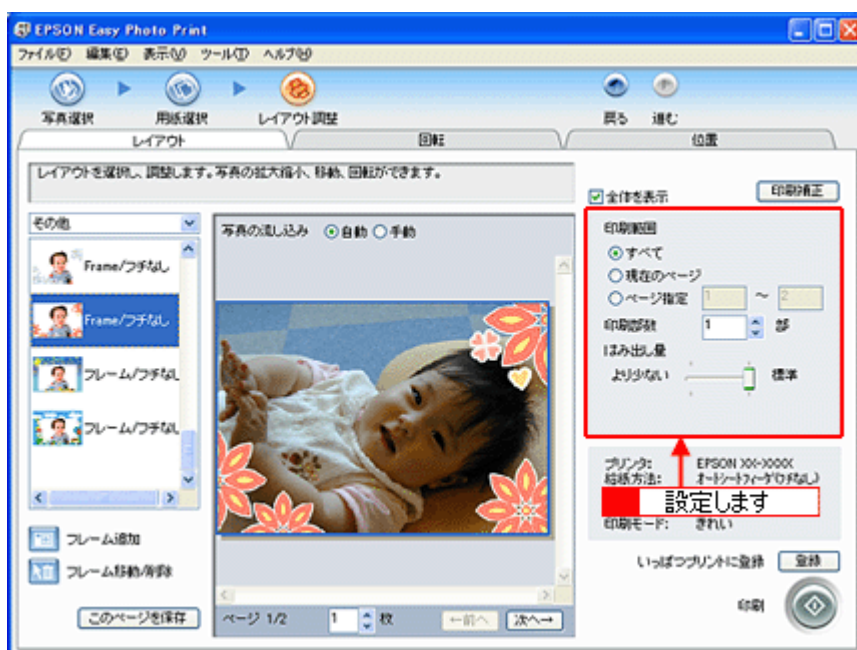 EPSON Easy Photo Print
ファイル(F) 編集(E) 表示(V) ツール(T) ヘルプ(H)
写真選択 用紙選択 レイアウト調整 戻る 進む
レイアウト 回転 位置
レイアウトを選択し、調整します。写真の拡大縮小、移動、回転ができます。
全体を表示 印刷補正
その他
Frame/フチなし
Frame/フチなし
フレーム/フチなし
フレーム/フチなし
フレーム追加
フレーム移動/削除
このページを保存
写真の流し込み 自動 手動
ページ 1/2 1 枚 ←前へ 次へ→
印刷範囲
すべて
現在のページ
ページ指定 1 ~ 2
印刷部数 1 部
はみ出し量
より少ない 標準
プリンタ: EPSON XX-XXXX
給紙方法: オートシートフィーダ(フチなし)
設定します
印刷モード: きれい
いっぱつプリントに登録 登録
印刷